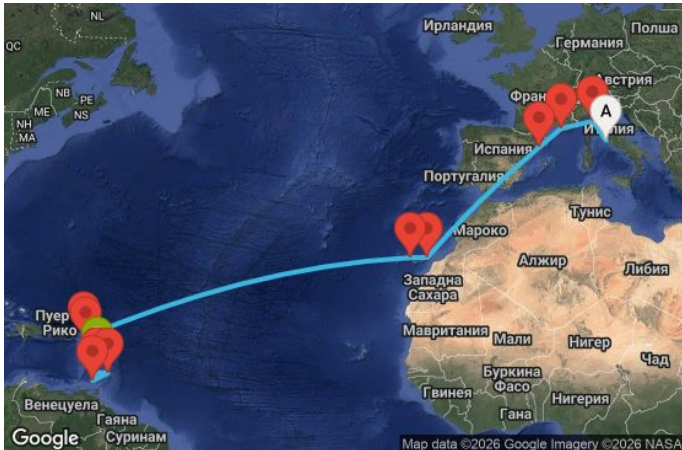 NL
QC
NB
PE
ME
NS
NH
MA
Ирландия
Полша
Германия
Австрия
Фран
A
Италия
Испания
Португалия
Тунис
Мароко
Алжир
Либия
Западна
Сахара
Пуер
Рико
Мавритания
Мали
Нигер
Чад
Буркина
Фасо
Гвинея
Нигерия
Гана
Венецуела
Гаяна
Суринам
Google
Map data ©2026 Google Imagery ©2026 NASA